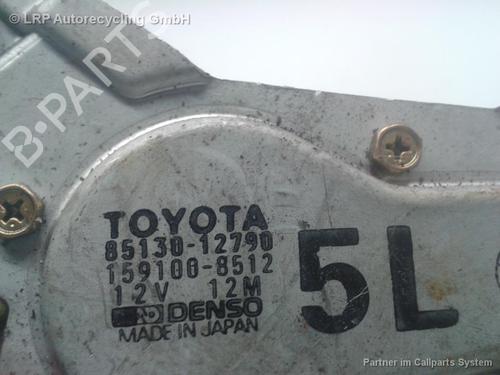 © LRP Autorecycling GmbH
B-PARTS
TOYOTA
85130-12790
159100-8512
12V 12M
DENSO
MADE IN JAPAN
5L
Partner im Callparts System